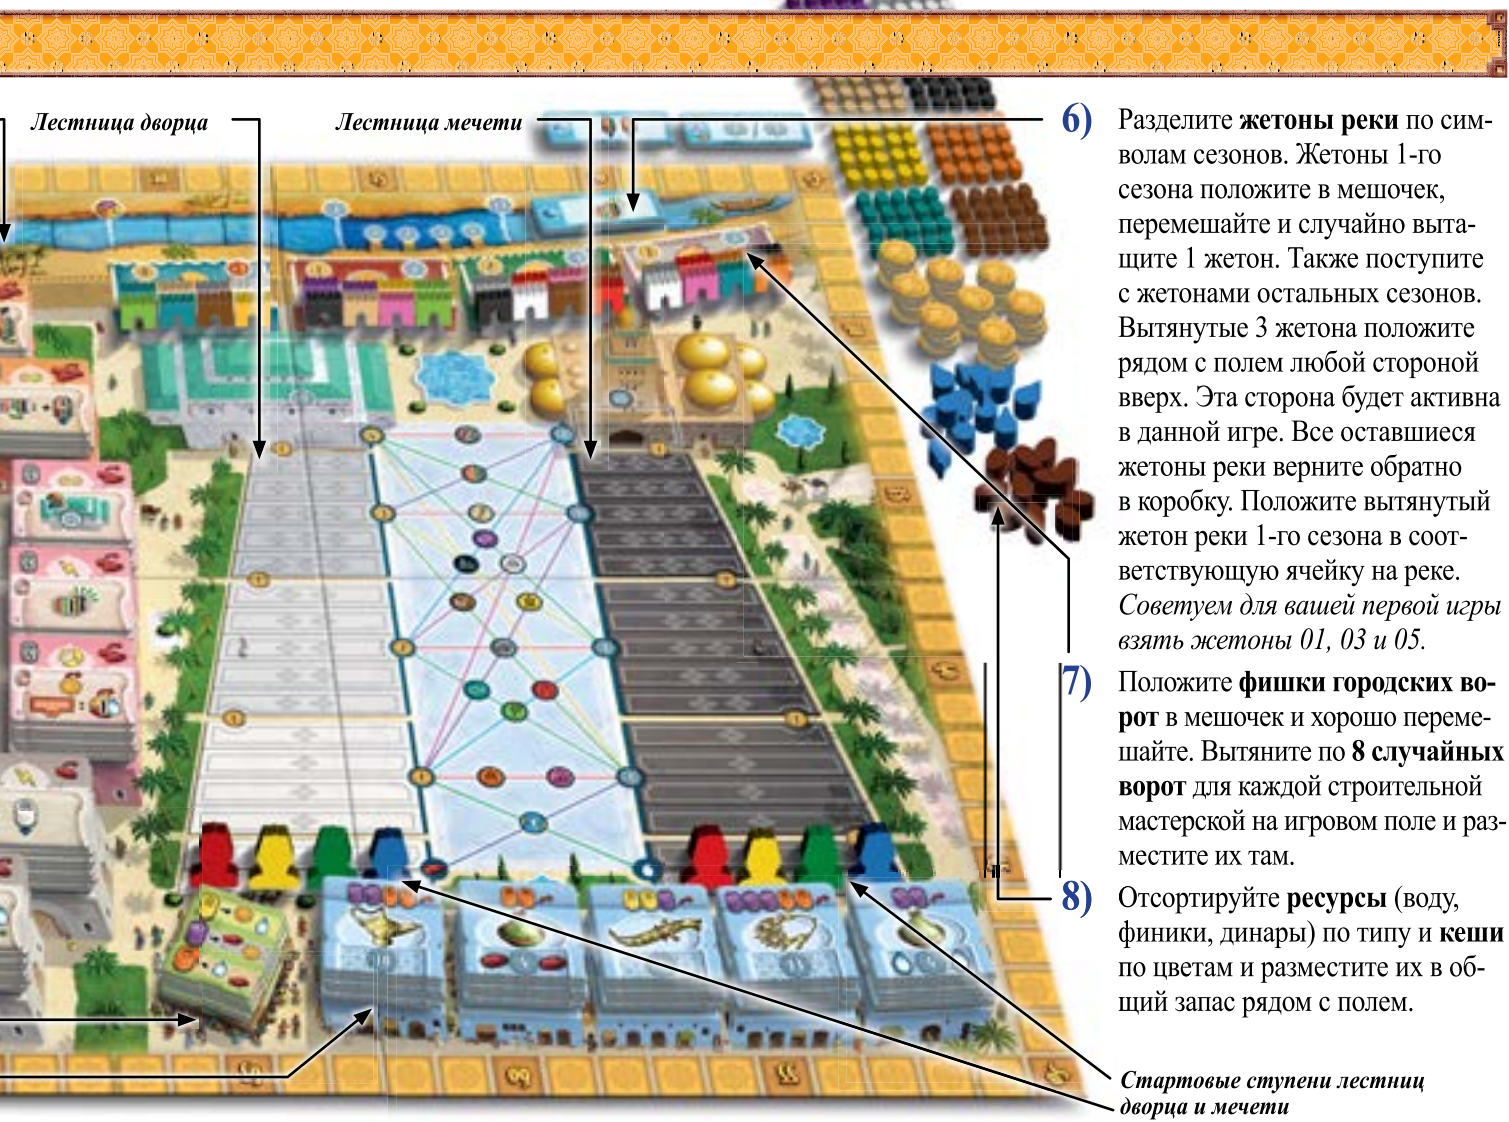 Лестница дворца
Лестница мечети
6) Разделите жетоны реки по сим-
волам сезонов. Жетоны 1-го
сезона положите в мешочек,
перемешайте и случайно выта-
щите 1 жетон. Также поступите
с жетонами остальных сезонов.
Вытянутые 3 жетона положите
рядом с полем любой стороной
вверх. Эта сторона будет активна
в данной игре. Все оставшиеся
жетоны реки верните обратно
в коробку. Положите вытянутый
жетон реки 1-го сезона в соот-
ветствующую ячейку на реке.
Советуем для вашей первой игры
взять жетоны 01, 03 и 05.
7) Положите фишки городских во-
рот в мешочек и хорошо переме-
шайте. Вытяните по 8 случайных
ворот для каждой строительной
мастерской на игровом поле и раз-
местите их там.
8) Отсортируйте ресурсы (воду,
финики, динары) по типу и кеши
по цветам и разместите их в об-
щий запас рядом с полем.
Стартовые ступени лестниц
дворца и мечети